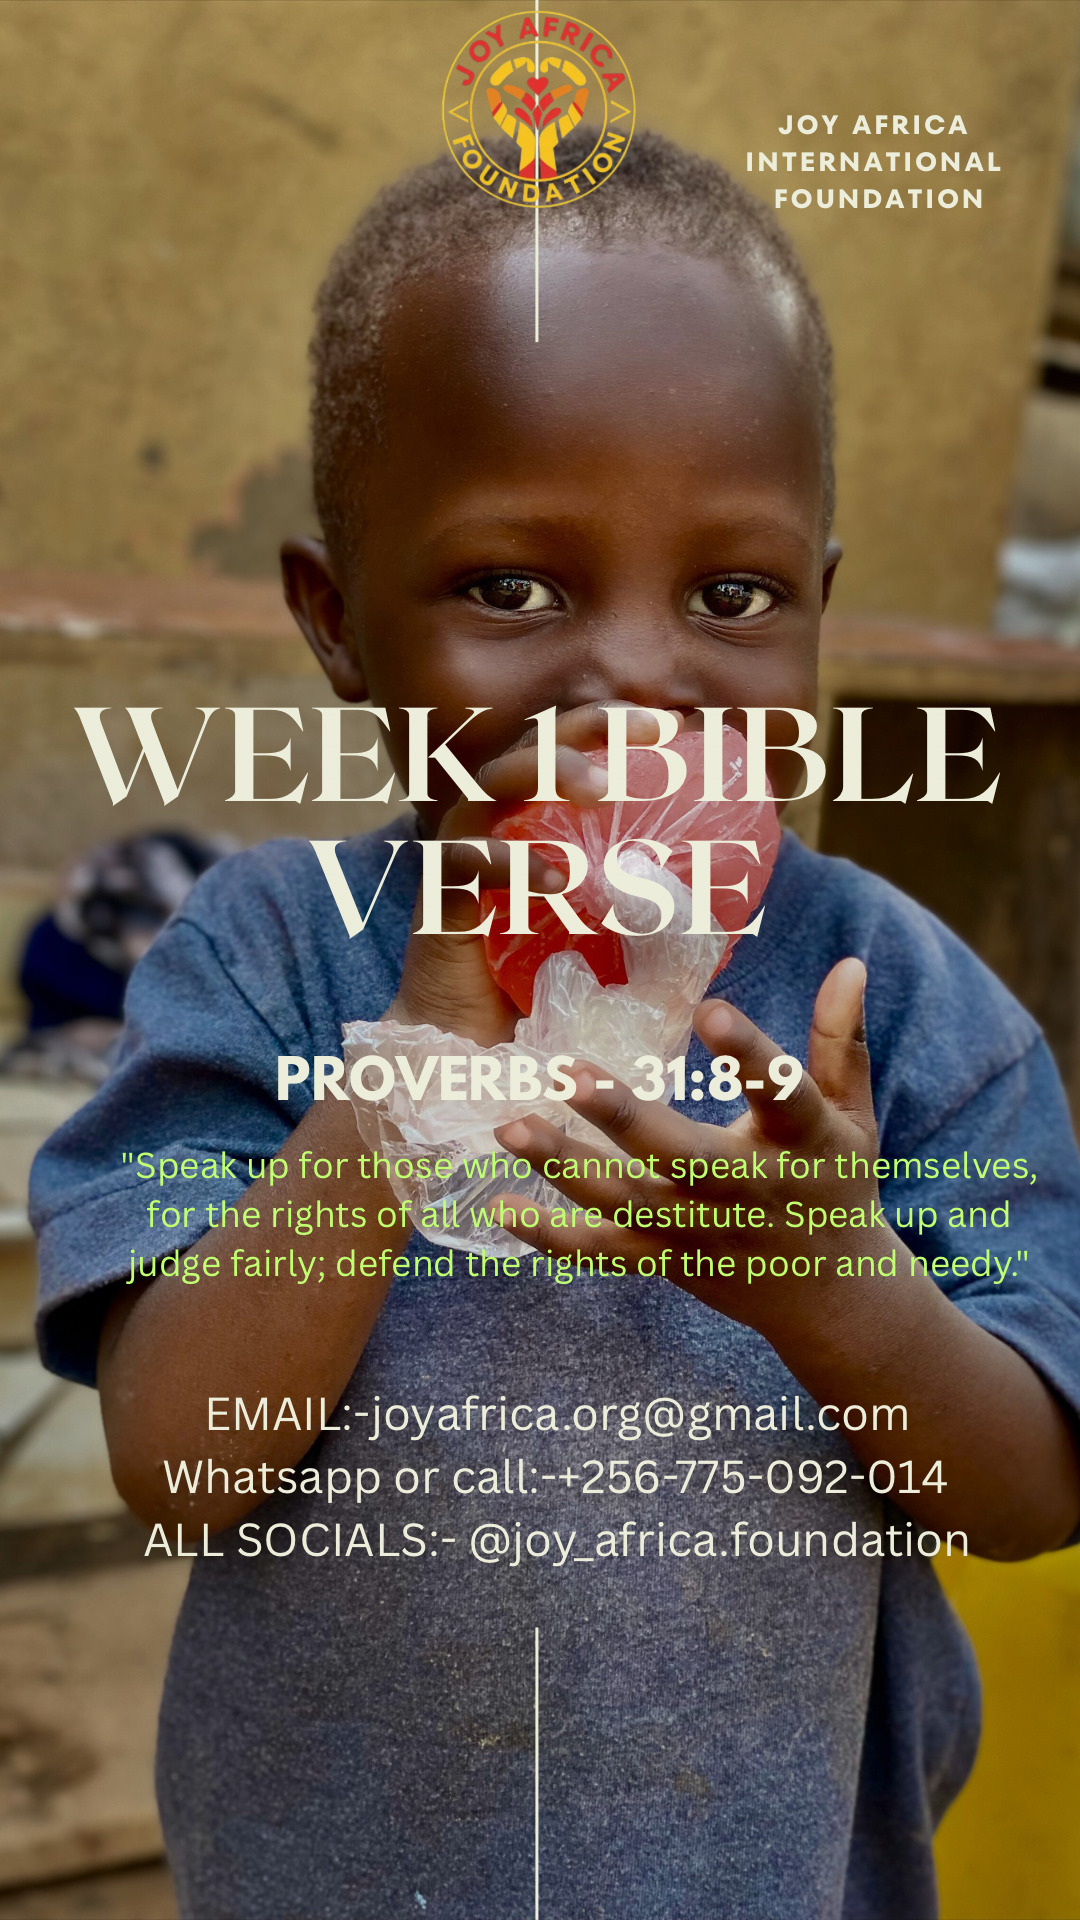 JOY AFRICA
FOUNDATION
JOY AFRICA
INTERNATIONAL
FOUNDATION
WEEK 1 BIBLE
VERSE
PROVERBS - 31:8-9
"Speak up for those who cannot speak for themselves,
for the rights of all who are destitute. Speak up and
judge fairly; defend the rights of the poor and needy."
EMAIL:-joyafrica.org@gmail.com
Whatsapp or call:-+256-775-092-014
ALL SOCIALS:- @joy_africa.foundation